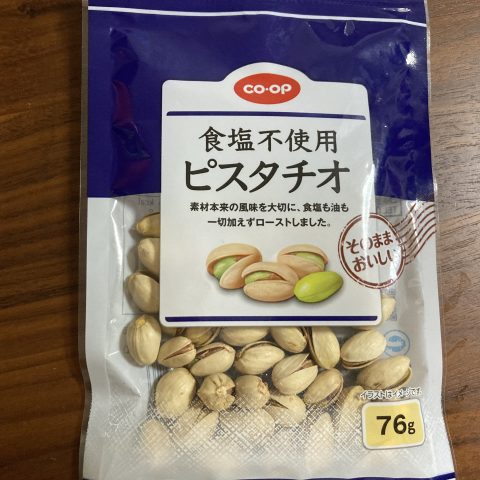 CO·OP
食塩不使用
ピスタチオ
素材本来の風味を大切に、食塩も油も
一切加えずローストしました。
そのまま
おいしい
イラストはイメージです。
76g